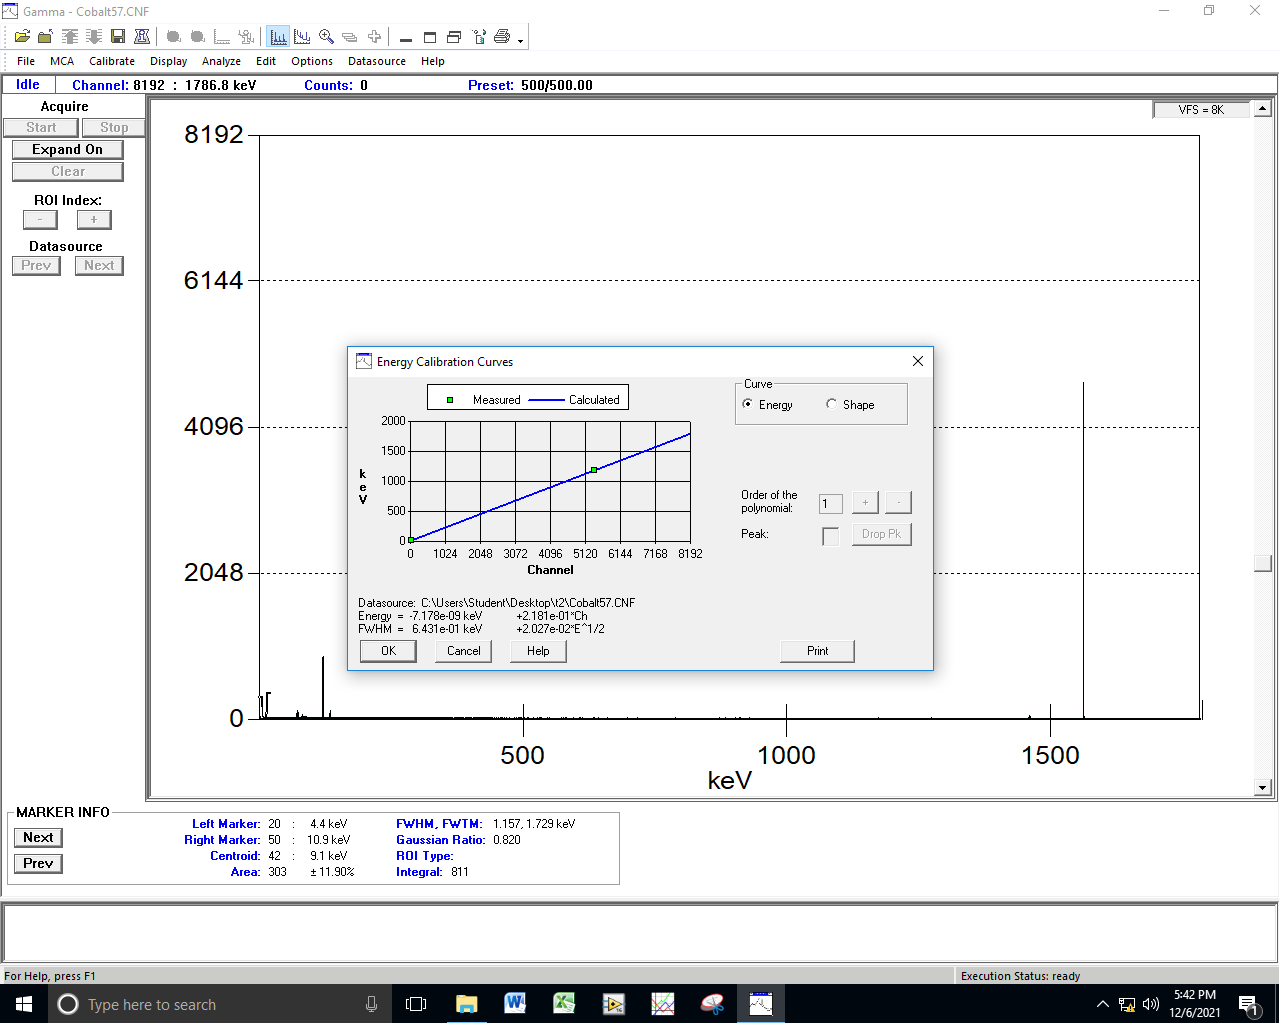 Gamma - Cobalt57.CNF
File MCA Calibrate Display Analyze Edit Options Datasource Help
Idle Channel: 8192 : 1786.8 keV Counts: 0 Preset: 500/500.00
Acquire
Start Stop
Expand On
Clear
ROI Index:
- +
Datasource
Prev Next
VFS = 8K
8192
6144
4096
2048
0
500 1000 1500
keV
Energy Calibration Curves
Measured Calculated
2000
1500
1000
500
0
keV
0 1024 2048 3072 4096 5120 6144 7168 8192
Channel
Curve
Energy Shape
Order of the
polynomial: 1 + -
Peak: Drop Pk
Datasource: C:\Users\Student\Desktop\t2\Cobalt57.CNF
Energy = -7.178e-09 keV +2.181e-01*Ch
FWHM = 6.431e-01 keV +2.027e-02*E^1/2
OK Cancel Help Print
MARKER INFO
Next
Prev
Left Marker: 20 : 4.4 keV FWHM, FWTM: 1.157, 1.729 keV
Right Marker: 50 : 10.9 keV Gaussian Ratio: 0.820
Centroid: 42 : 9.1 keV ROI Type:
Area: 303 ± 11.90% Integral: 811
For Help, press F1 Execution Status: ready
Type here to search
5:42 PM
12/6/2021
1